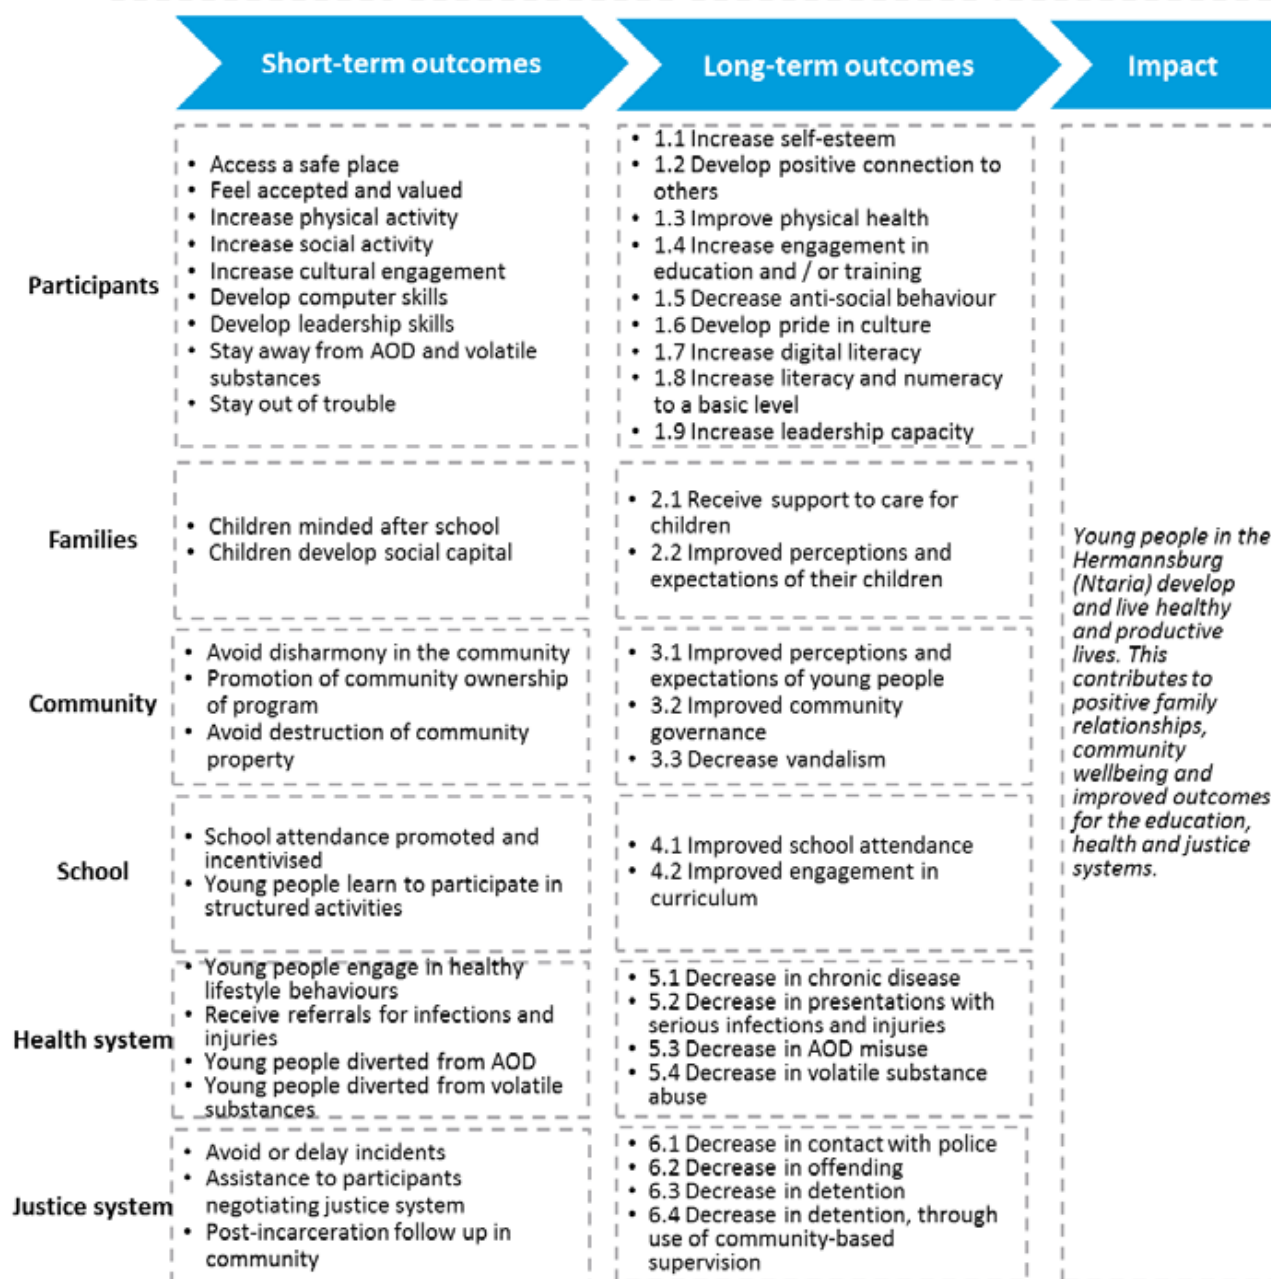 Short-term outcomes
Long-term outcomes
Impact
Participants
• Access a safe place
• Feel accepted and valued
• Increase physical activity
• Increase social activity
• Increase cultural engagement
• Develop computer skills
• Develop leadership skills
• Stay away from AOD and volatile
substances
• Stay out of trouble
• 1.1 Increase self-esteem
• 1.2 Develop positive connection to
others
• 1.3 Improve physical health
• 1.4 Increase engagement in
education and / or training
• 1.5 Decrease anti-social behaviour
• 1.6 Develop pride in culture
• 1.7 Increase digital literacy
• 1.8 Increase literacy and numeracy
to a basic level
• 1.9 Increase leadership capacity
Families
• Children minded after school
• Children develop social capital
• 2.1 Receive support to care for
children
• 2.2 Improved perceptions and
expectations of their children
Community
• Avoid disharmony in the community
• Promotion of community ownership
of program
• Avoid destruction of community
property
• 3.1 Improved perceptions and
expectations of young people
• 3.2 Improved community
governance
• 3.3 Decrease vandalism
School
• School attendance promoted and
incentivised
• Young people learn to participate in
structured activities
• 4.1 Improved school attendance
• 4.2 Improved engagement in
curriculum
Health system
• Young people engage in healthy
lifestyle behaviours
• Receive referrals for infections and
injuries
• Young people diverted from AOD
• Young people diverted from volatile
substances
• 5.1 Decrease in chronic disease
• 5.2 Decrease in presentations with
serious infections and injuries
• 5.3 Decrease in AOD misuse
• 5.4 Decrease in volatile substance
abuse
Justice system
• Avoid or delay incidents
• Assistance to participants
negotiating justice system
• Post-incarceration follow up in
community
• 6.1 Decrease in contact with police
• 6.2 Decrease in offending
• 6.3 Decrease in detention
• 6.4 Decrease in detention, through
use of community-based
supervision
Young people in the
Hermannsburg
(Ntaria) develop
and live healthy
and productive
lives. This
contributes to
positive family
relationships,
community
wellbeing and
improved outcomes
for the education,
health and justice
systems.